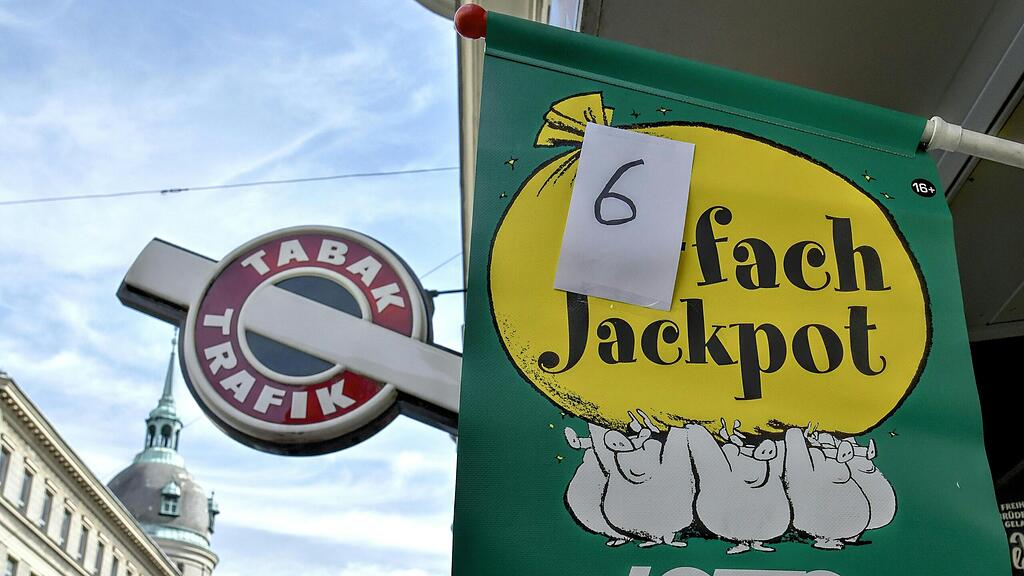 TABAK
TRAFIK
6
-fach
Jackpot
16+